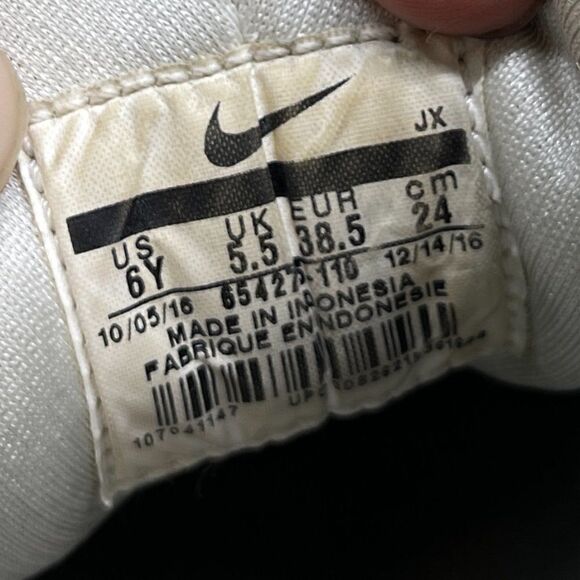 JX
US UK EUR cm
6Y 5.5 38.5 24
10/05/16 12/14/16
MADE IN INDONESIA
FABRIQUE EN INDONESIE